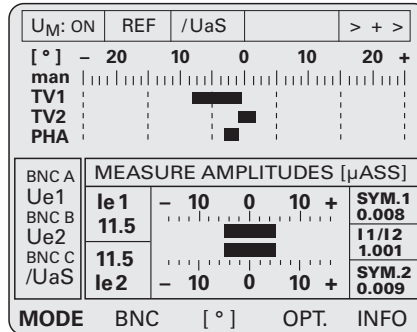 UM: ON REF /UaS > + >
[ ° ] – 20 10 0 10 20 +
man
TV1
TV2
PHA
BNC A
Ue1
BNC B
Ue2
BNC C
/UaS
MEASURE AMPLITUDES [µASS]
Ie 1 – 10 0 10 + SYM.1
11.5 0.008
I1/I2
1.001
11.5
Ie 2 – 10 0 10 + SYM.2
0.009
MODE BNC [ ° ] OPT. INFO